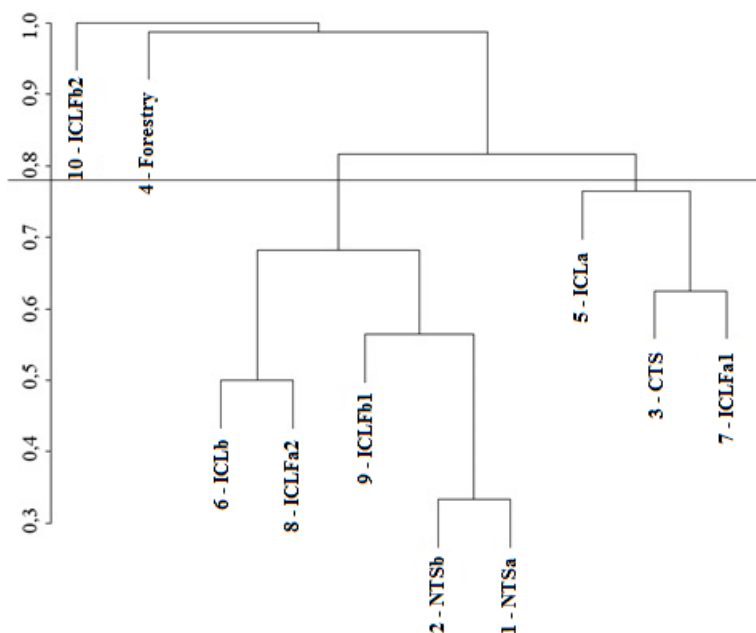 1,0
0,9
0,8
0,7
0,6
0,5
0,4
0,3
10 - ICLFb2
4 - Forestry
6 - ICLb
8 - ICLFa2
9 - ICLFb1
2 - NTSb
1 - NTSa
5 - ICLa
3 - CTS
7 - ICLFa1